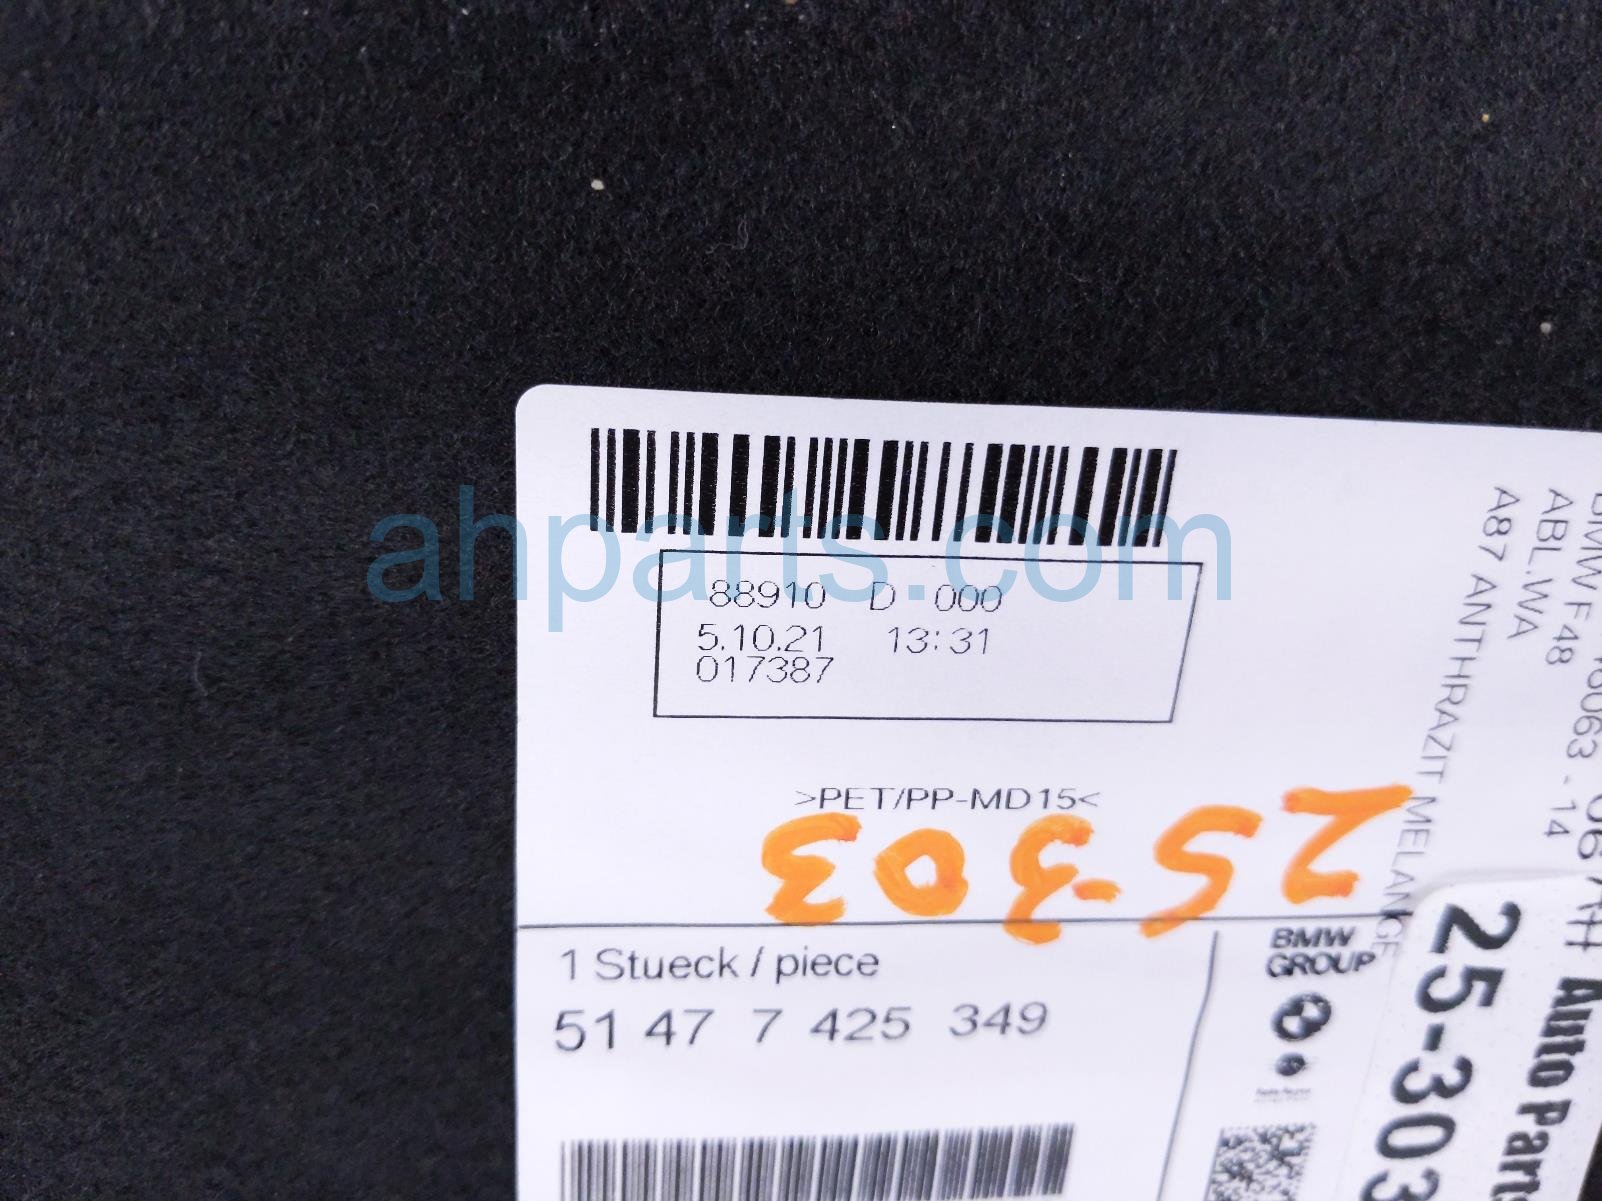 ahparts.com
88910 D 000
5.10.21 13:31
017387
>PET/PP-MD15<
BMW F48
ABL.WA
A87 ANTHRAZIT MELANGE
- 14
25-303
1 Stueck / piece
51 47 7 425 349
BMW
GROUP
25-303
Auto Parts